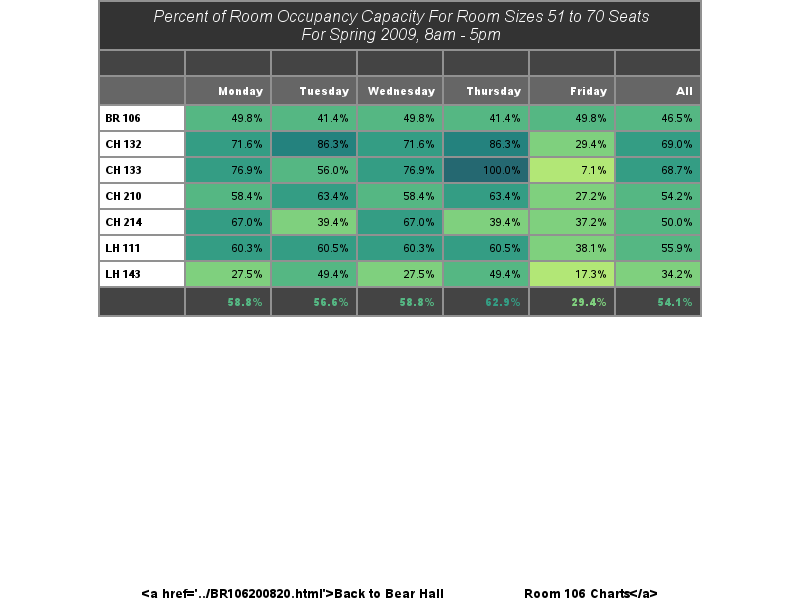 Percent of Room Occupancy Capacity For Room Sizes 51 to 70 Seats
For Spring 2009, 8am - 5pm
Monday Tuesday Wednesday Thursday Friday All
BR 106 49.8% 41.4% 49.8% 41.4% 49.8% 46.5%
CH 132 71.6% 86.3% 71.6% 86.3% 29.4% 69.0%
CH 133 76.9% 56.0% 76.9% 100.0% 7.1% 68.7%
CH 210 58.4% 63.4% 58.4% 63.4% 27.2% 54.2%
CH 214 67.0% 39.4% 67.0% 39.4% 37.2% 50.0%
LH 111 60.3% 60.5% 60.3% 60.5% 38.1% 55.9%
LH 143 27.5% 49.4% 27.5% 49.4% 17.3% 34.2%
58.8% 56.6% 58.8% 62.9% 29.4% 54.1%
<a href='../BR106200820.html'>Back to Bear Hall Room 106 Charts</a>